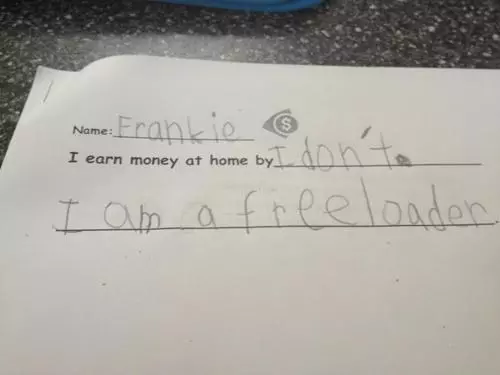 Name: Frankie $
I earn money at home by I don't.
I am a freeloader